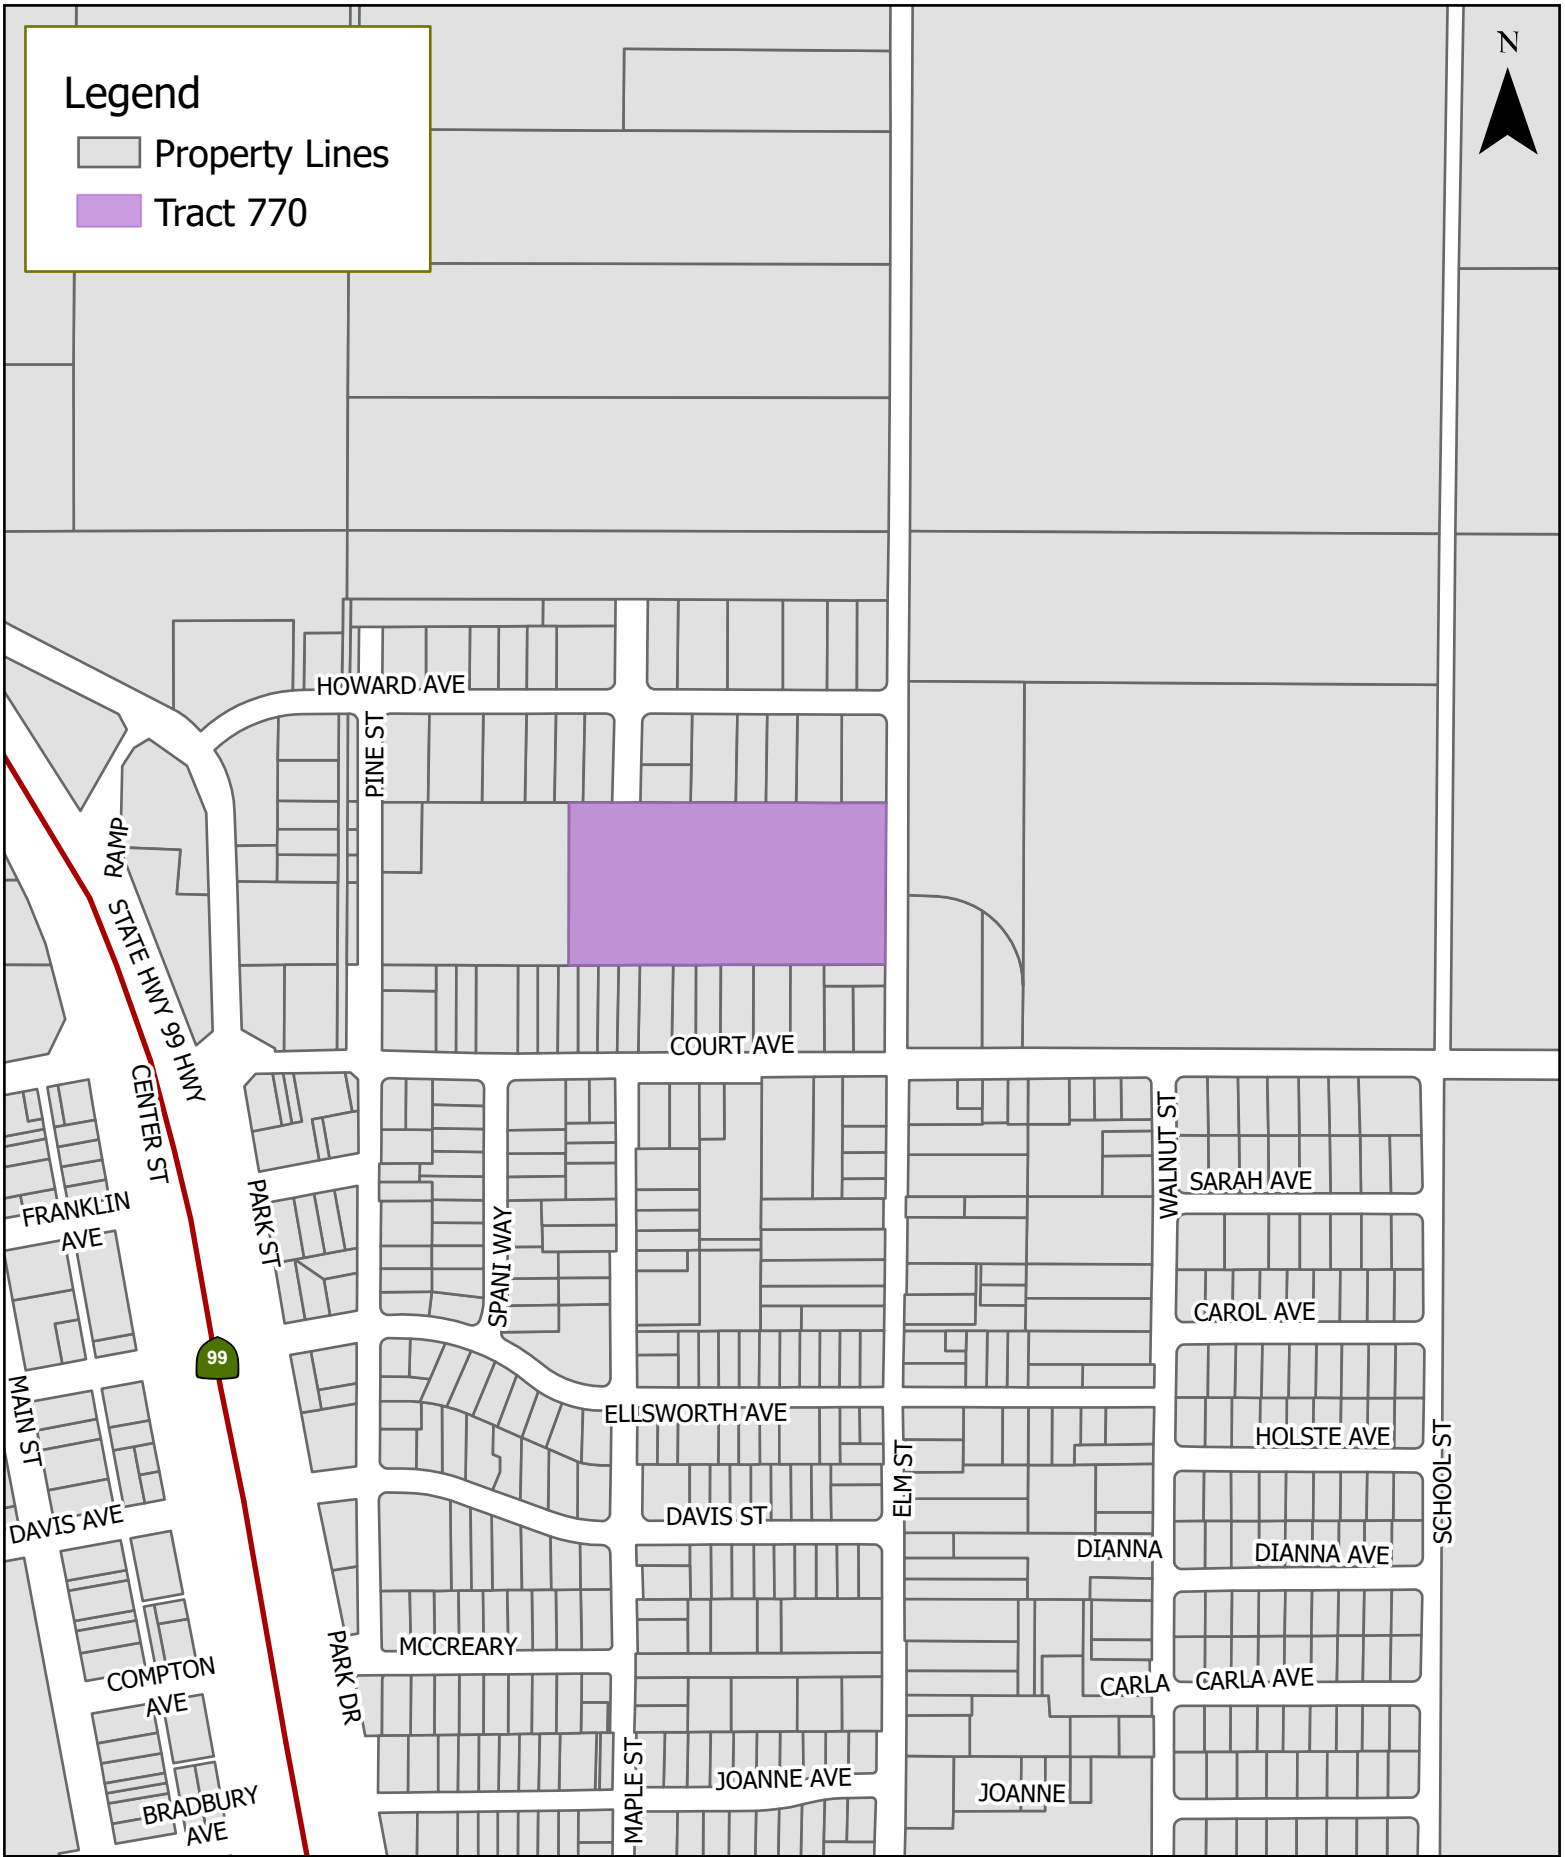 N
Legend
Property Lines
Tract 770
HOWARD AVE
PINE ST
RAMP
STATE HWY 99 HWY
COURT AVE
CENTER ST
WALNUT ST
SARAH AVE
FRANKLIN
AVE
PARK ST
SPANI WAY
CAROL AVE
99
MAIN ST
ELLSWORTH AVE
HOLSTE AVE
ELM ST
SCHOOL ST
DAVIS AVE
DAVIS ST
DIANNA
DIANNA AVE
MCCREARY
COMPTON
AVE
PARK DR
CARLA
CARLA AVE
MAPLE ST
JOANNE AVE
JOANNE
BRADBURY
AVE